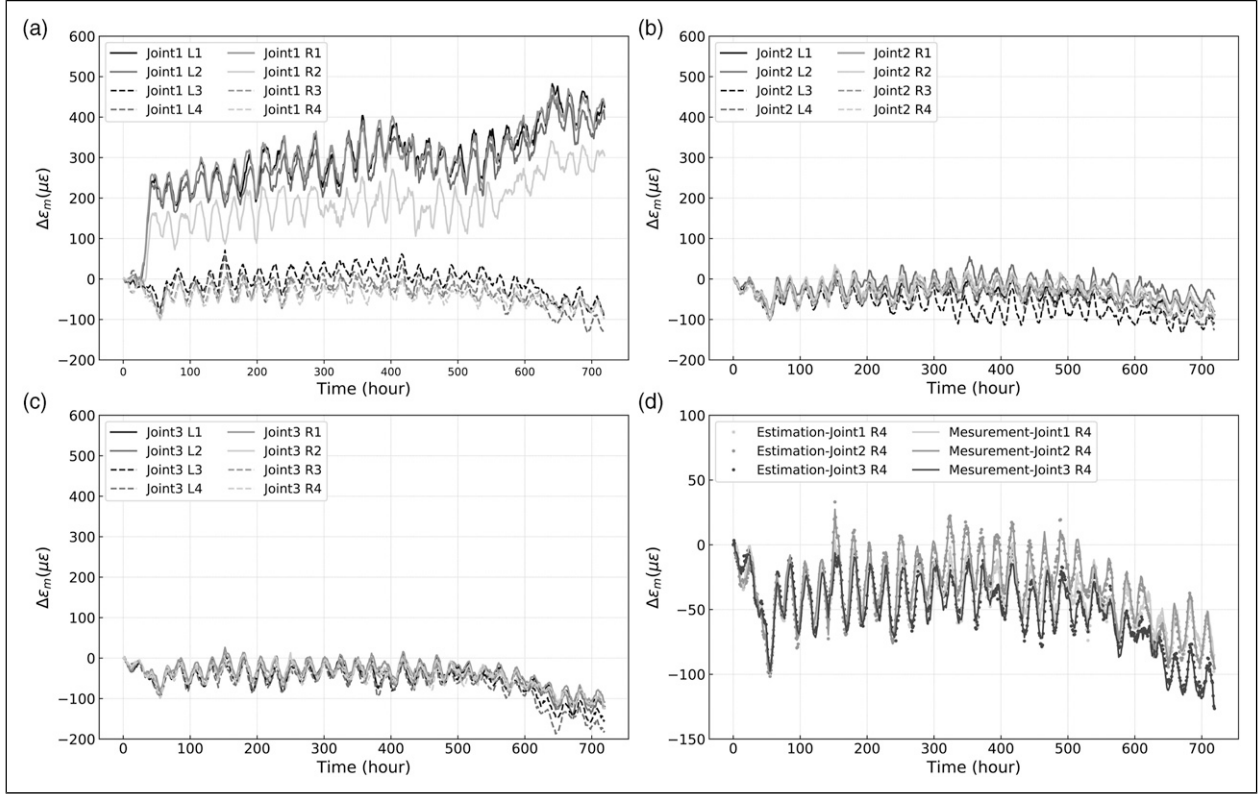 (a)
600
500
400
300
200
100
0
−100
−200
Δεm(με)
Joint1 L1 Joint1 R1
Joint1 L2 Joint1 R2
Joint1 L3 Joint1 R3
Joint1 L4 Joint1 R4
0 100 200 300 400 500 600 700
Time (hour)
(b)
600
500
400
300
200
100
0
−100
−200
Δεm(με)
Joint2 L1 Joint2 R1
Joint2 L2 Joint2 R2
Joint2 L3 Joint2 R3
Joint2 L4 Joint2 R4
0 100 200 300 400 500 600 700
Time (hour)
(c)
600
500
400
300
200
100
0
−100
−200
Δεm(με)
Joint3 L1 Joint3 R1
Joint3 L2 Joint3 R2
Joint3 L3 Joint3 R3
Joint3 L4 Joint3 R4
0 100 200 300 400 500 600 700
Time (hour)
(d)
100
50
0
−50
−100
−150
Δεm(με)
Estimation-Joint1 R4 Mesurement-Joint1 R4
Estimation-Joint2 R4 Mesurement-Joint2 R4
Estimation-Joint3 R4 Mesurement-Joint3 R4
0 100 200 300 400 500 600 700
Time (hour)